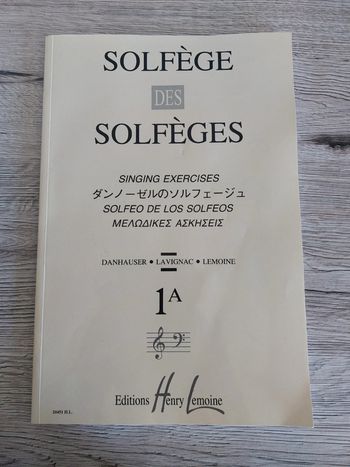 SOLFÈGE
DES
SOLFÈGES
SINGING EXERCISES
ダンノーゼルのソルフェージュ
SOLFEO DE LOS SOLFEOS
ΜΕΛΩΔΙΚΕΣ ΑΣΚΗΣΕΙΣ
DANHAUSER • LAVIGNAC • LEMOINE
1A
Editions Henry Lemoine
26451 H.L.